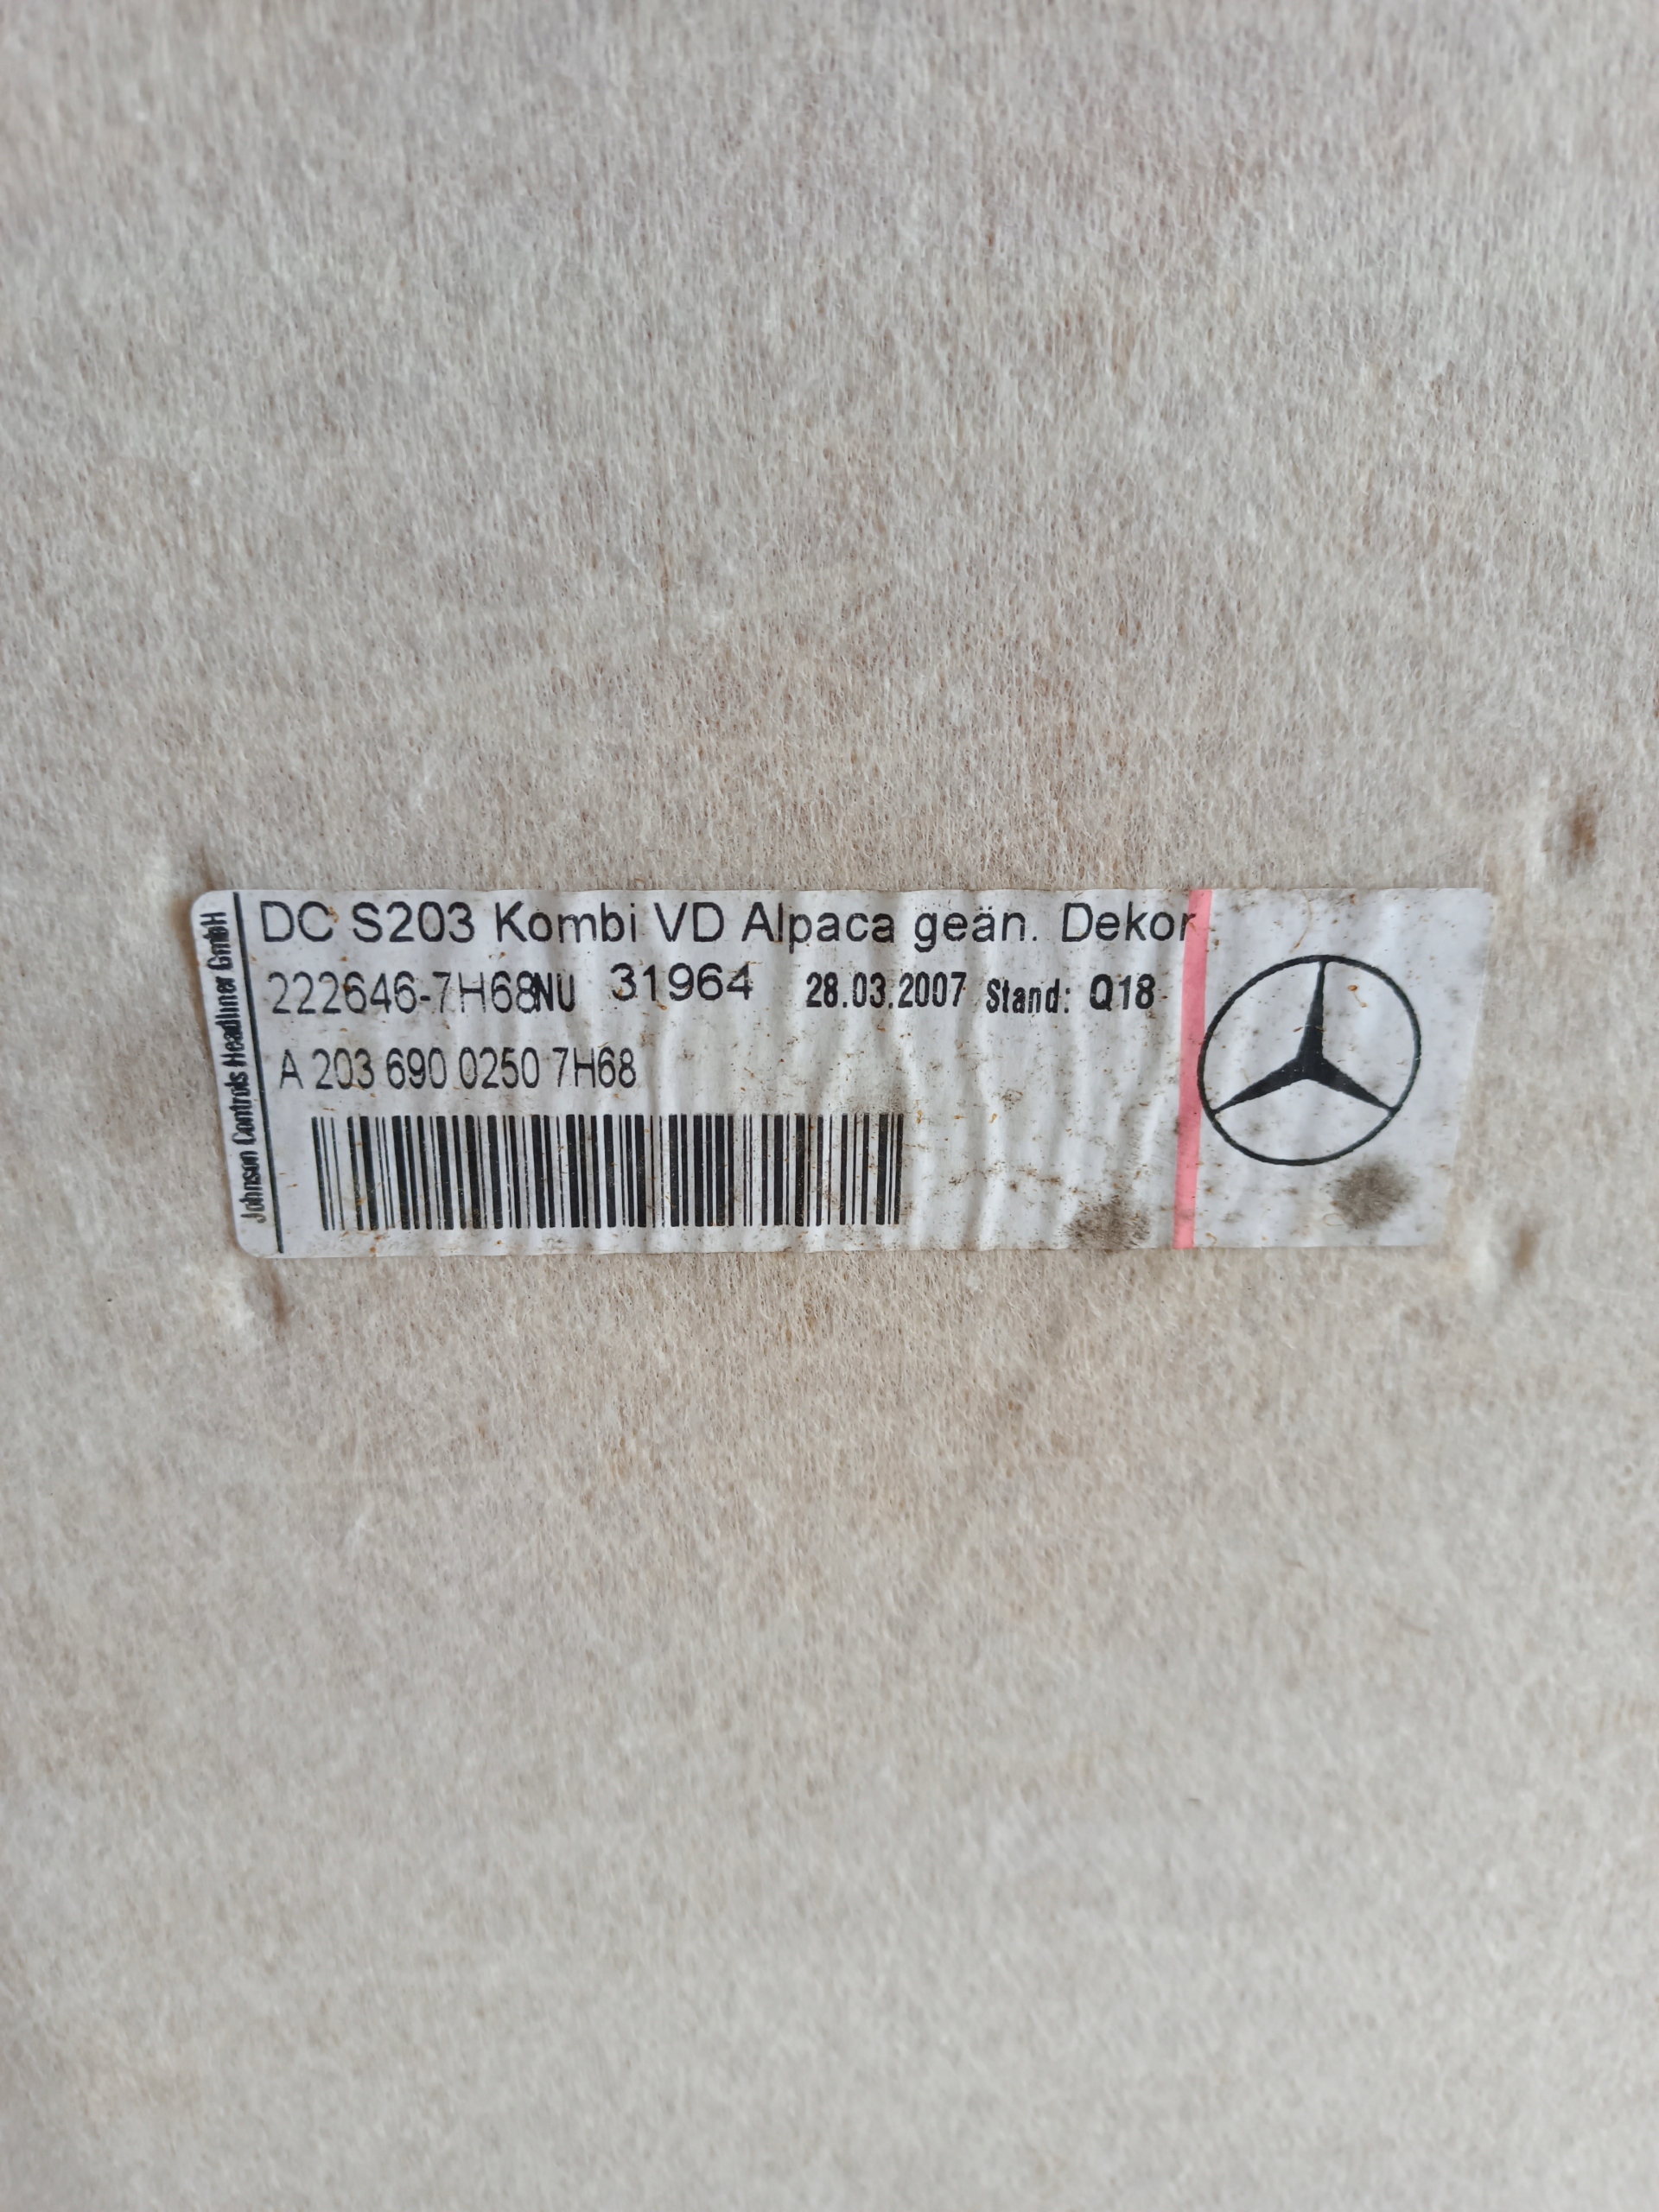 Johnson Controls Headliner GmbH
DC S203 Kombi VD Alpaca geän. Dekor
222646-7H68NU 31964 28.03.2007 Stand: Q18
A 203 690 0250 7H68